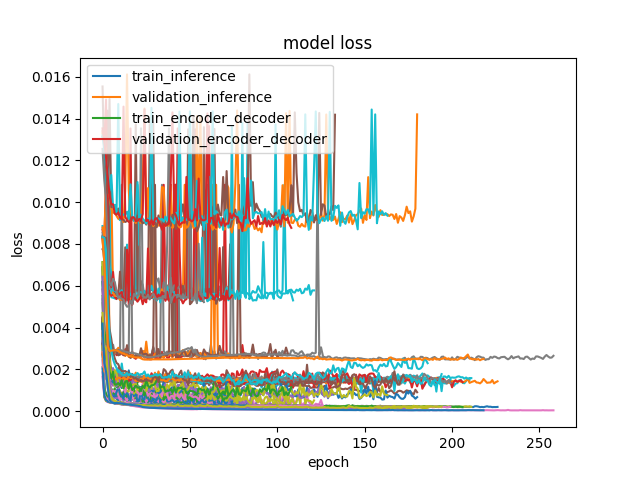 model loss
train_inference
validation_inference
train_encoder_decoder
validation_encoder_decoder
loss
0.016
0.014
0.012
0.010
0.008
0.006
0.004
0.002
0.000
0
50
100
150
200
250
epoch